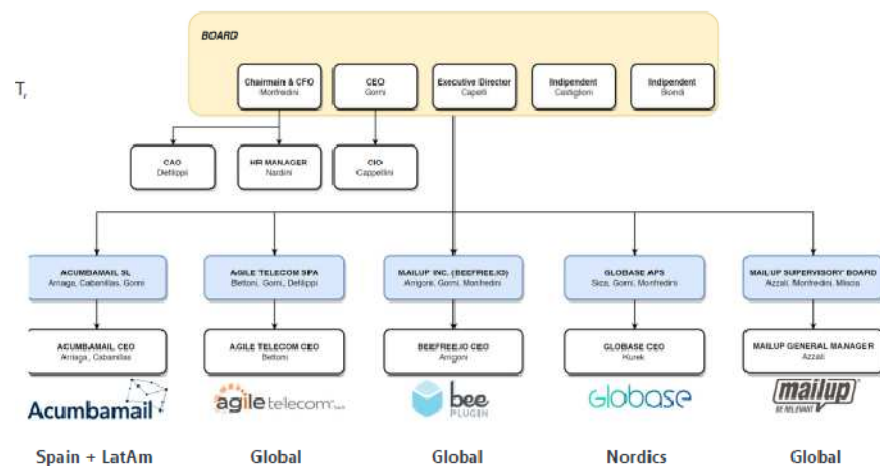 BOARD
Chairmain & CFO
Monfredini
CEO
Gorni
Executive Director
Capelli
Indipendent
Castiglioni
Indipendent
Biondi
T,
CAO
Defilippi
HR MANAGER
Nardini
CIO
Cappellini
ACUMBAMAIL SL
Arriaga, Cabanillas, Gorni
AGILE TELECOM SPA
Bettoni, Gorni, Defilippi
MAILUP INC. (BEEFREE.IO)
Arrigoni, Gorni, Monfredini
GLOBASE APS
Sica, Gorni, Monfredini
MAILUP SUPERVISORY BOARD
Azzali, Monfredini, Miscia
ACUMBAMAIL CEO
Arriaga, Cabanillas
AGILE TELECOM CEO
Bettoni
BEEFREE.IO CEO
Arrigoni
GLOBASE CEO
Kurek
MAILUP GENERAL MANAGER
Azzali
Acumbamail
agile telecom
bee
PLUGIN
Globase
mailup
BE RELEVANT
Spain + LatAm
Global
Global
Nordics
Global